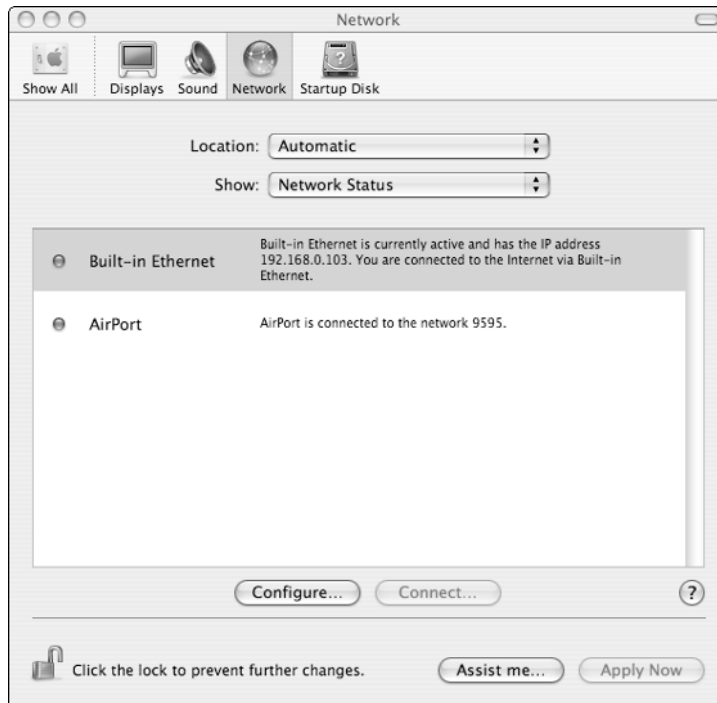 Network
Show All Displays Sound Network Startup Disk
Location: Automatic
Show: Network Status
Built-in Ethernet
Built-in Ethernet is currently active and has the IP address
192.168.0.103. You are connected to the Internet via Built-in
Ethernet.
AirPort
AirPort is connected to the network 9595.
Configure... Connect... ?
Click the lock to prevent further changes. Assist me... Apply Now